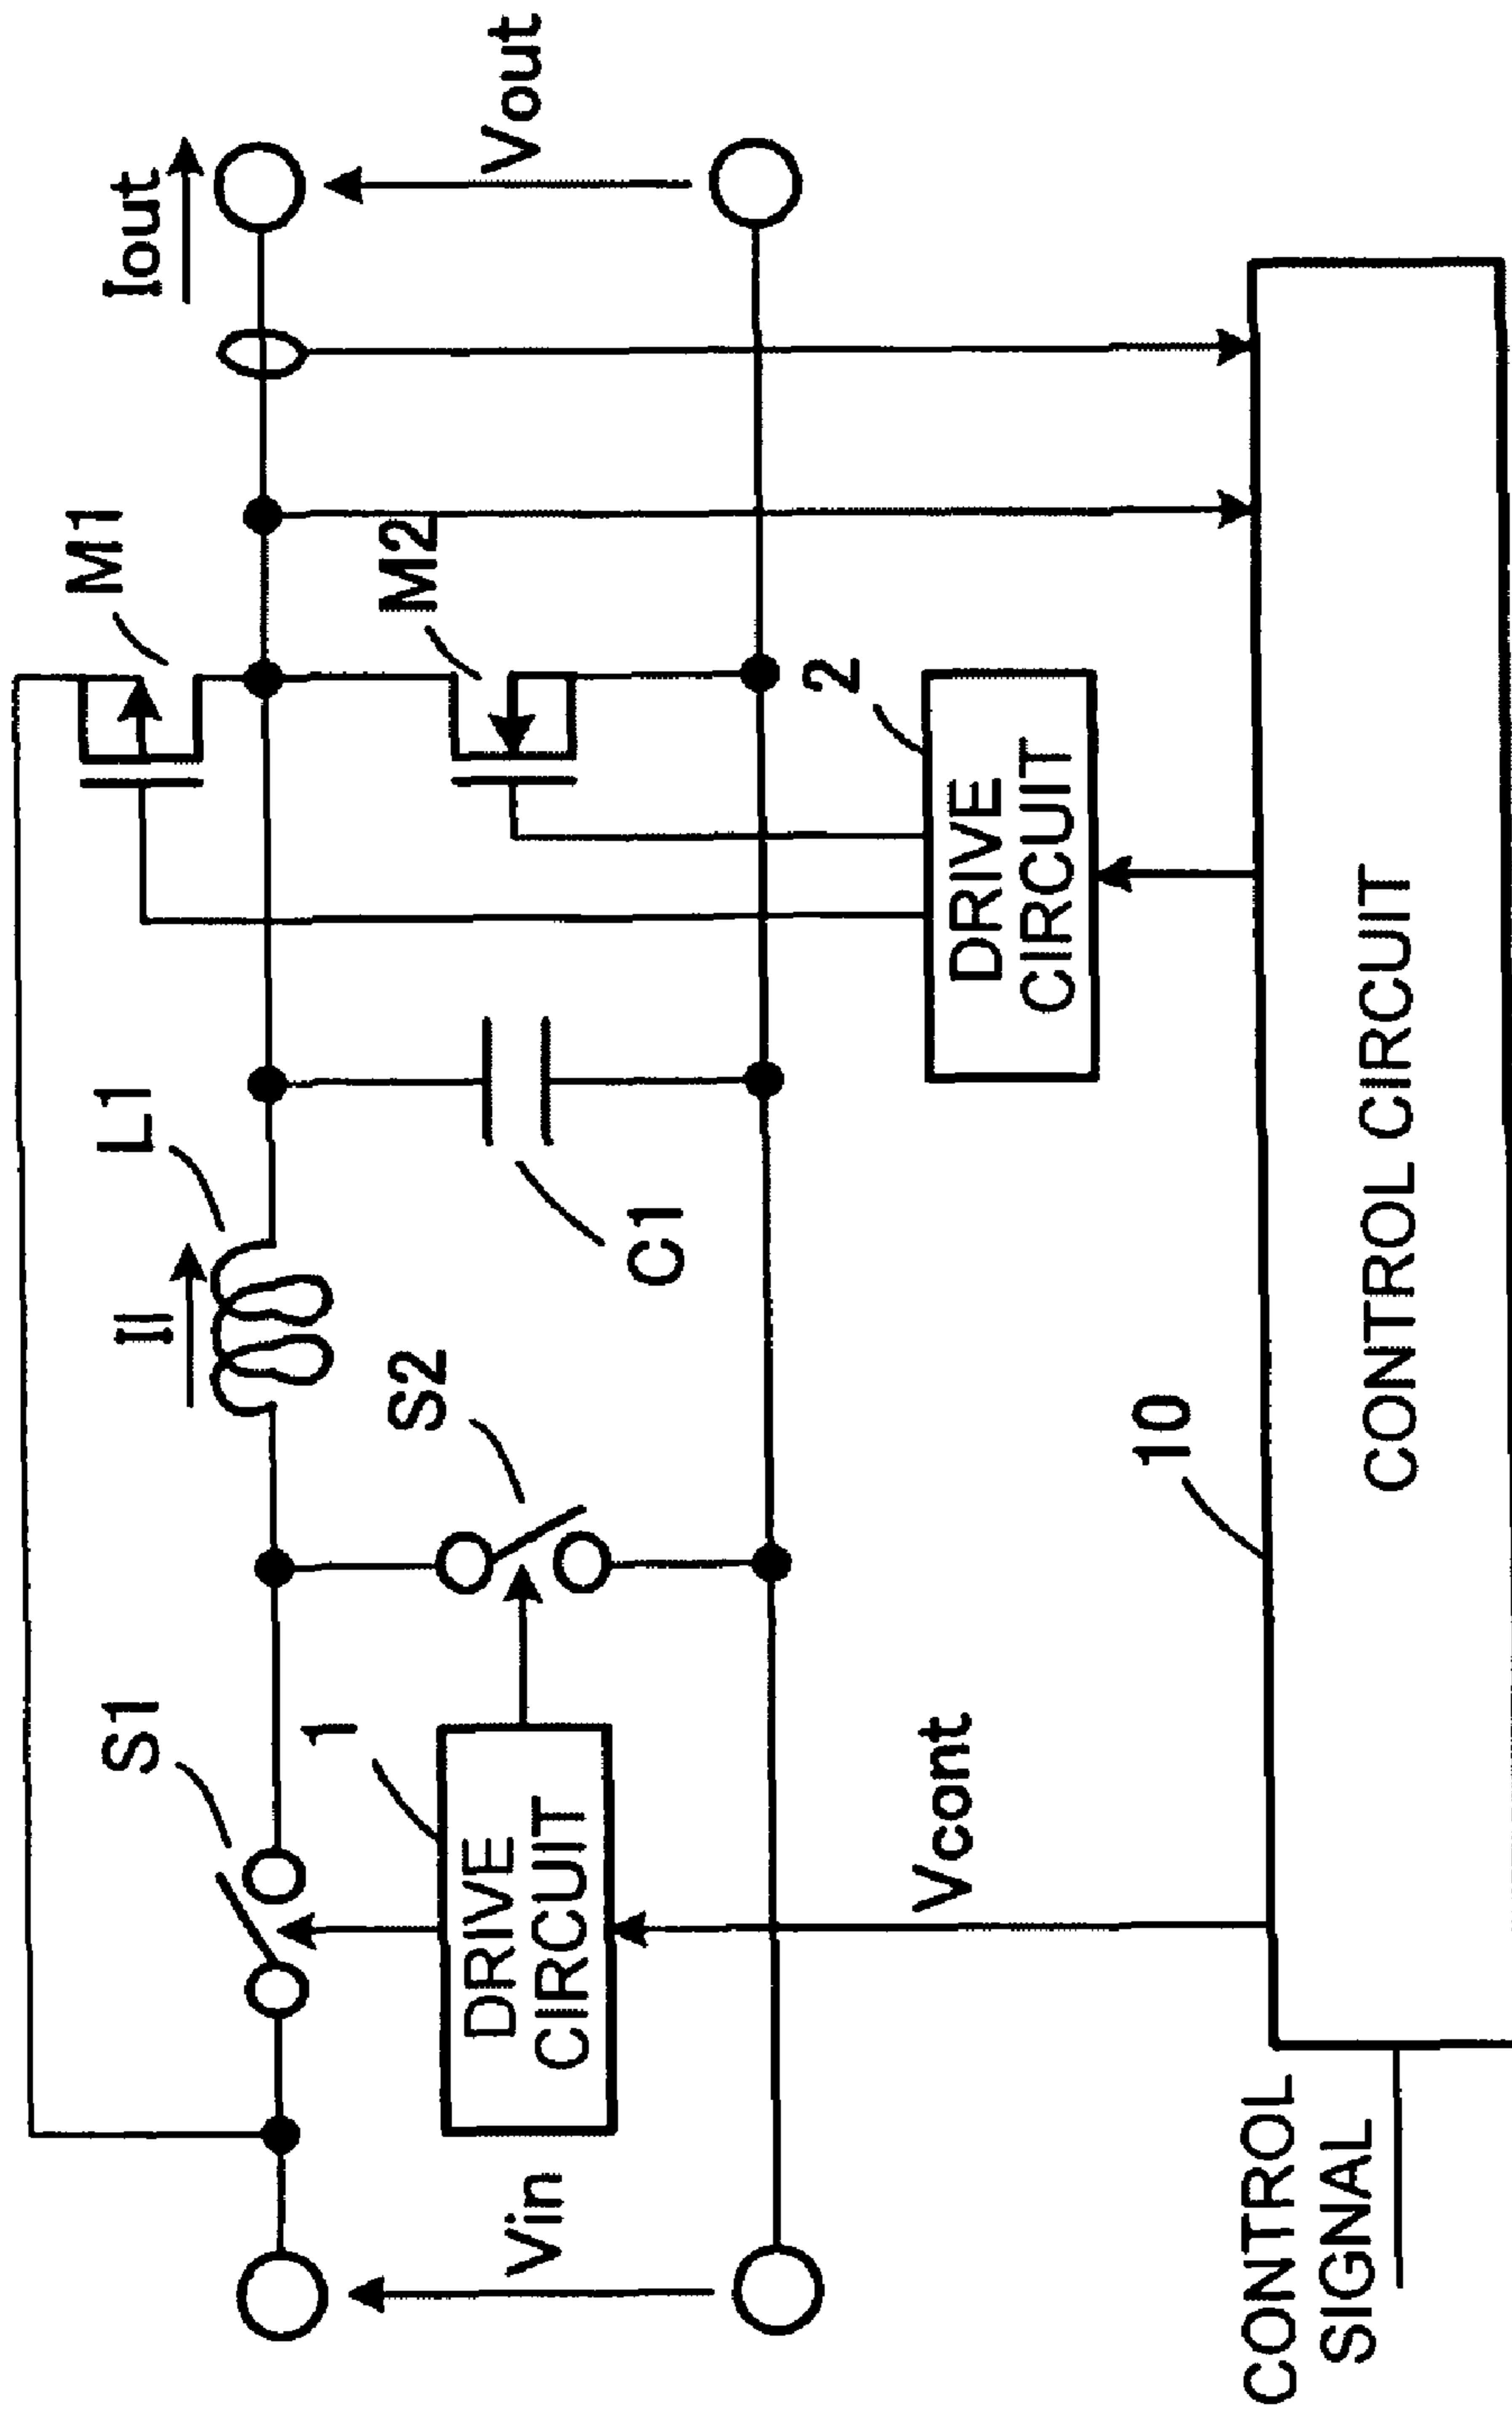 Iout
M1
L1
Il
S1
M2
Vout
S2
C1
1
DRIVE
CIRCUIT
Vin
2
DRIVE
CIRCUIT
Vcont
10
CONTROL CIRCUIT
CONTROL
SIGNAL